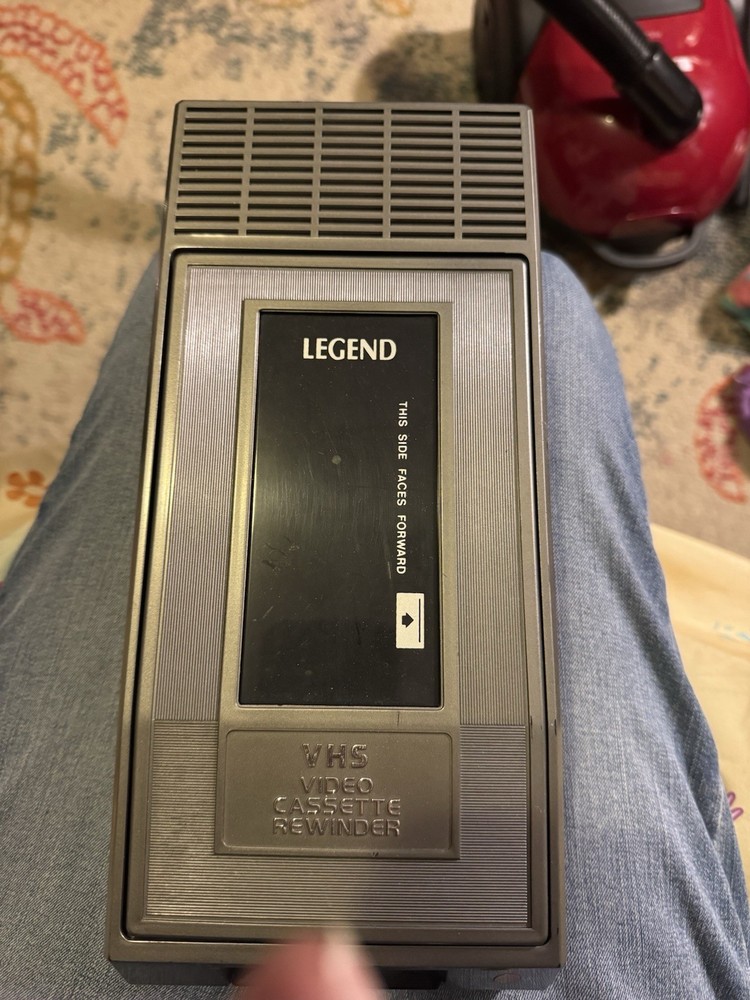 LEGEND
THIS SIDE FACES FORWARD
VHS
VIDEO
CASSETTE
REWINDER